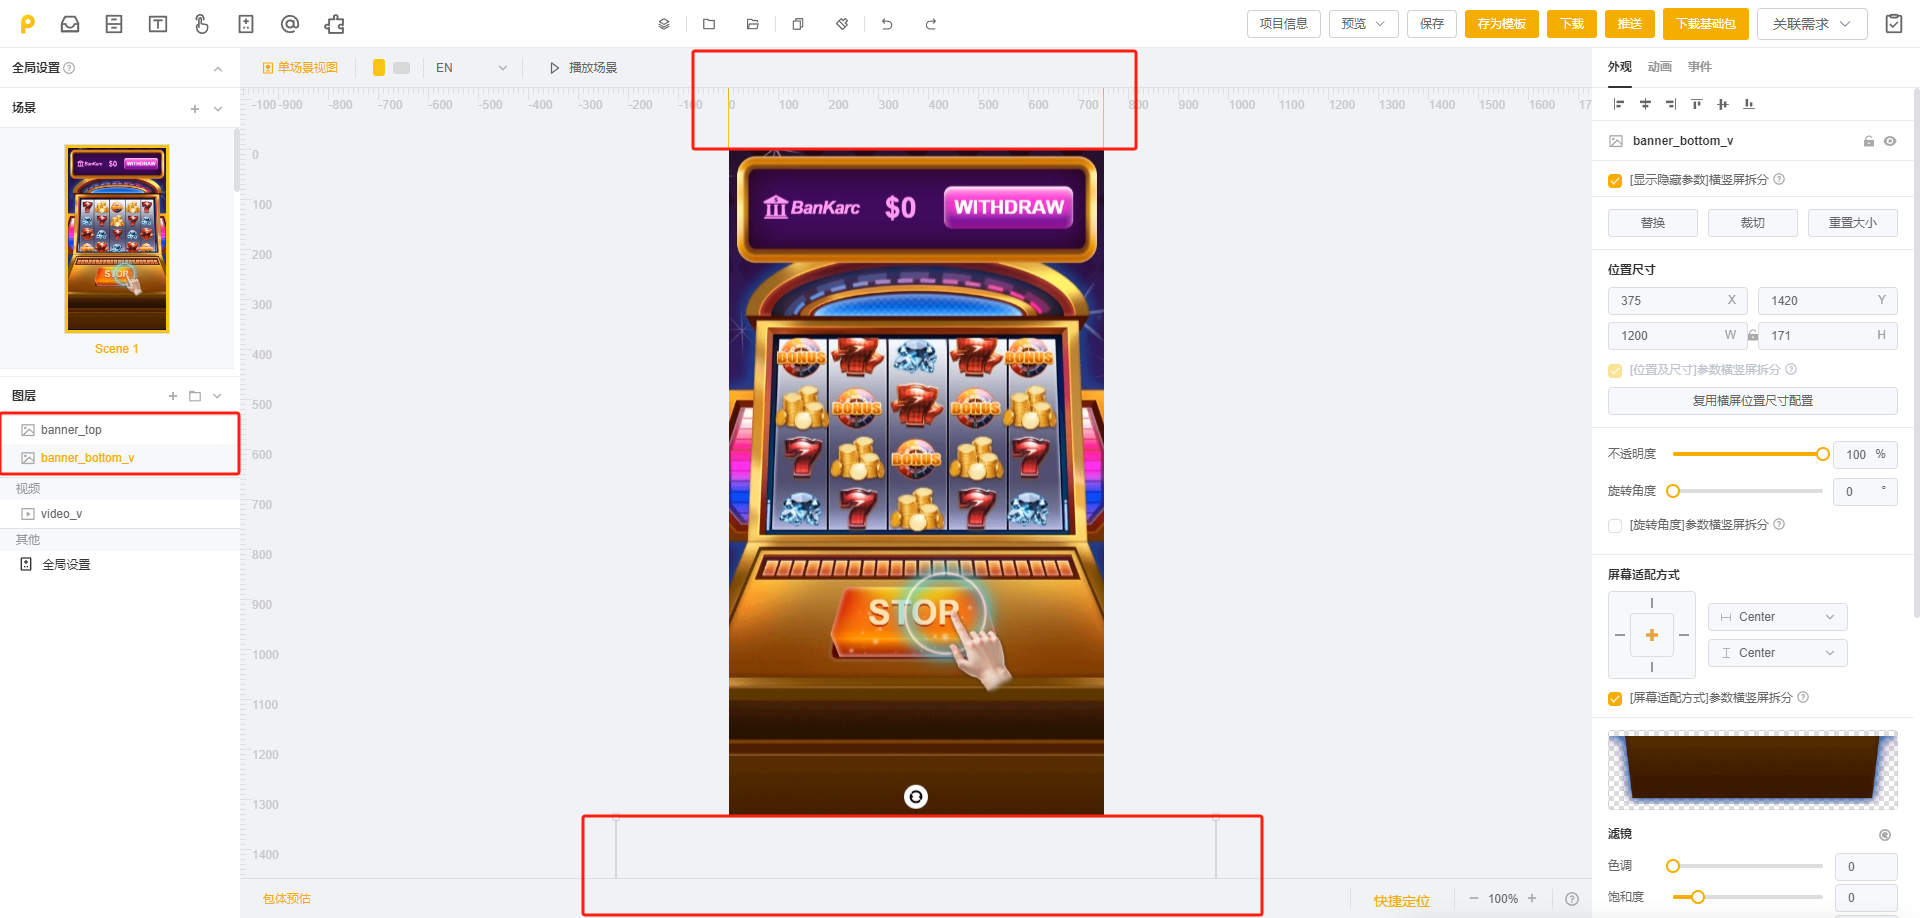 项目信息
预览
保存
存为模板
下载
推送
下载基础包
关联需求
全局设置
单场景视图
EN
播放场景
外观
动画
事件
场景
-100 -900 -800 -700 -600 -500 -400 -300 -200 -100 0 100 200 300 400 500 600 700 800 900 1000 1100 1200 1300 1400 1500 1600 17
BanKarc $0 WITHDRAW
STOP
Scene 1
图层
banner_top
banner_bottom_v
视频
video_v
其他
全局设置
0
100
200
300
400
500
600
700
800
900
1000
1100
1200
1300
1400
BanKarc $0 WITHDRAW
BONUS
BONUS
BONUS
BONUS
BONUS
STOP
包体预估
快捷定位
100%
banner_bottom_v
[显示隐藏参数]横竖屏拆分
替换
裁切
重置大小
位置尺寸
375 X
1420 Y
1200 W
171 H
[位置及尺寸]参数横竖屏拆分
复用横屏位置尺寸配置
不透明度
100 %
旋转角度
0 °
[旋转角度]参数横竖屏拆分
屏幕适配方式
Center
Center
[屏幕适配方式]参数横竖屏拆分
滤镜
色调
0
饱和度
0